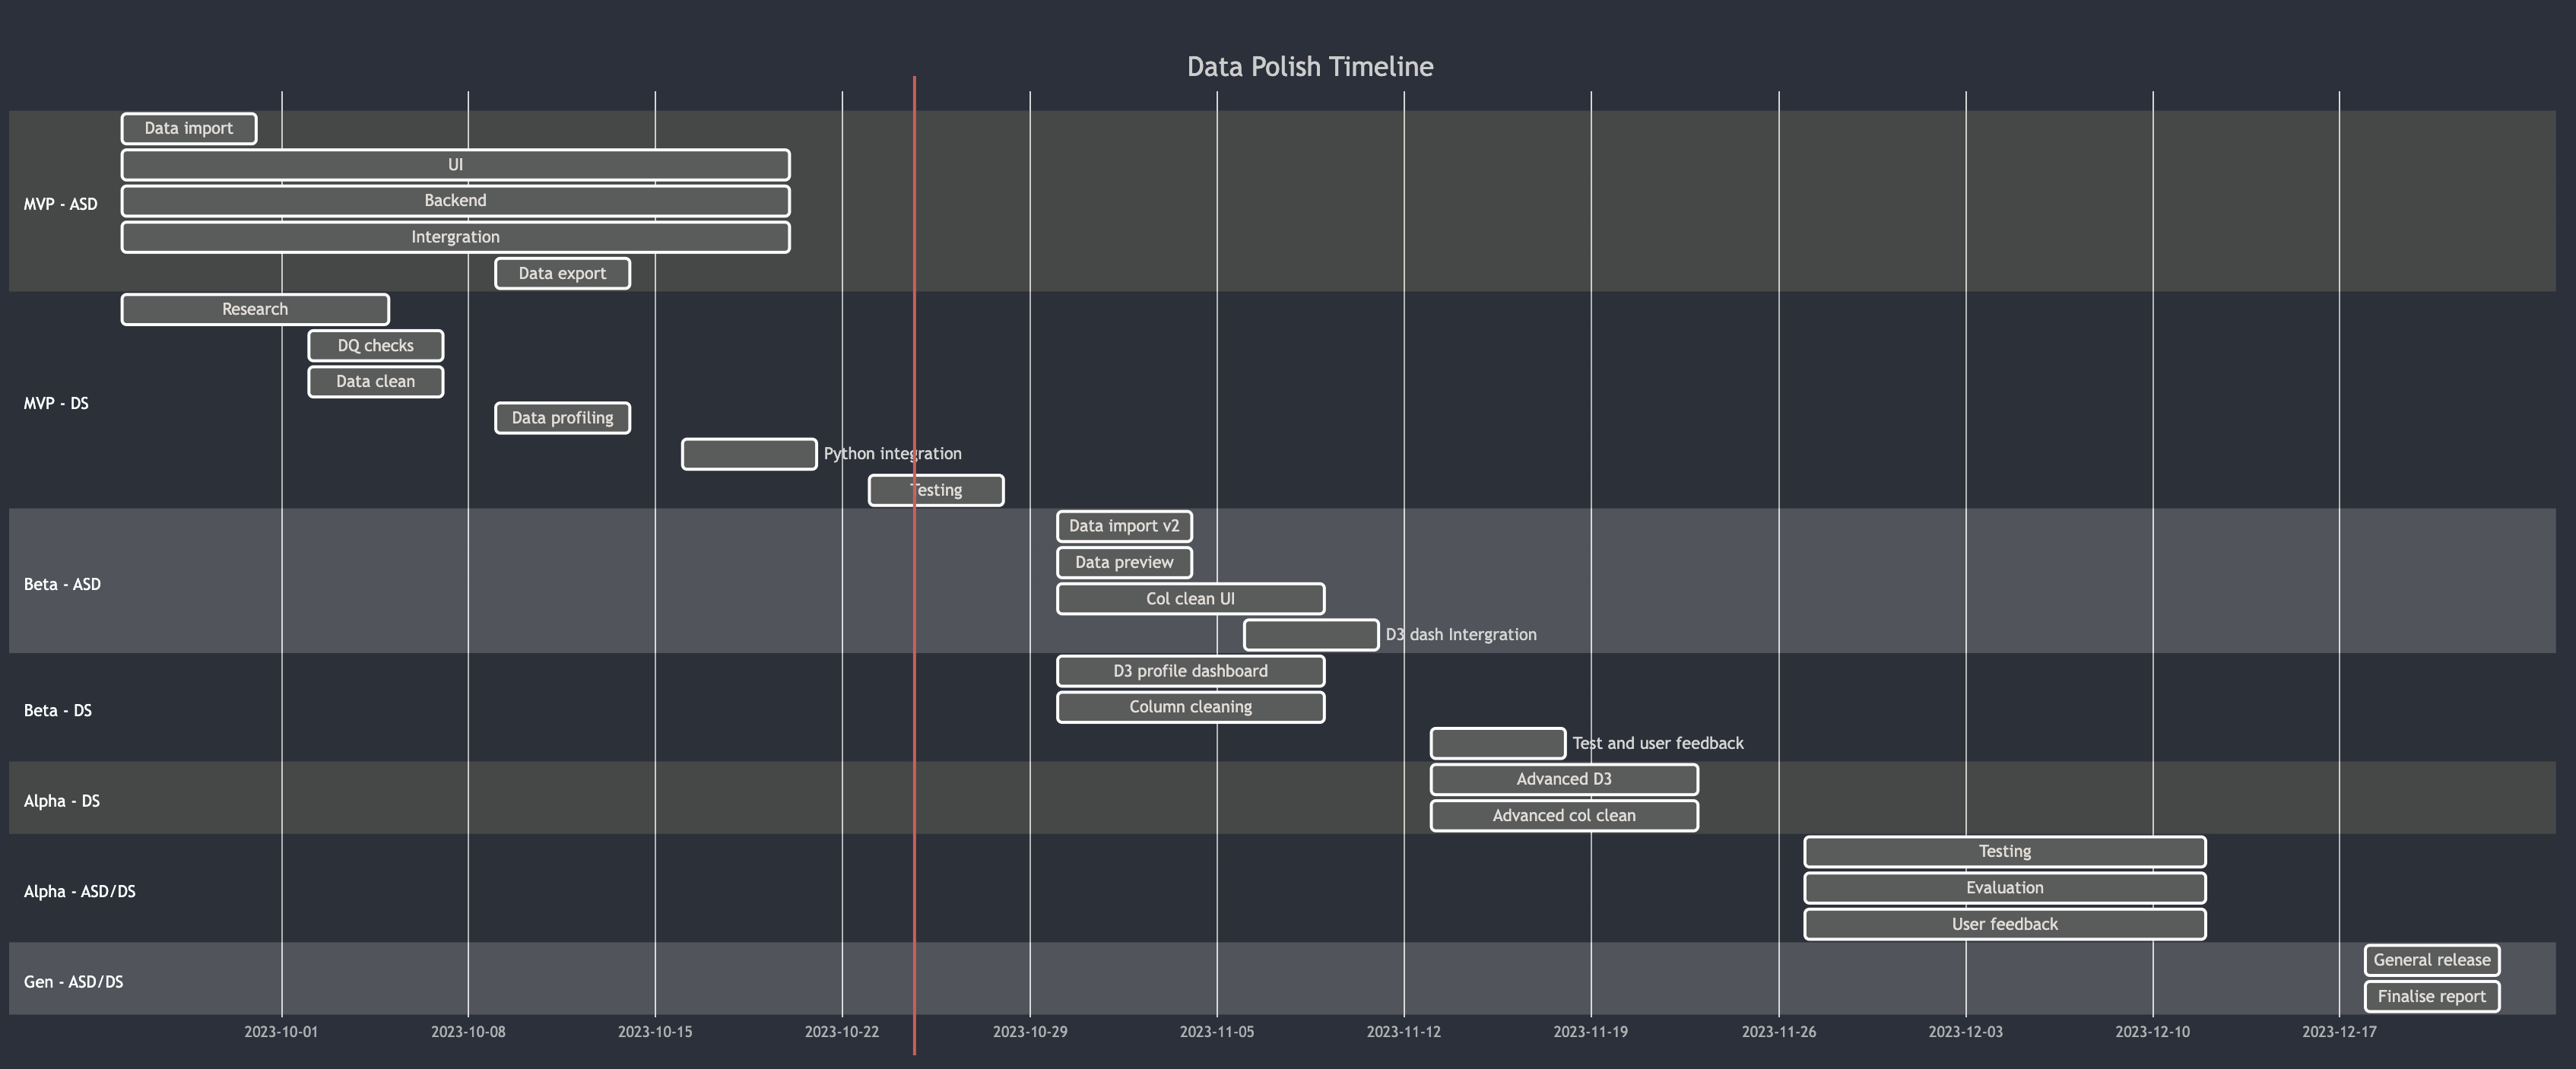 Data Polish Timeline
MVP - ASD
Data import
UI
Backend
Intergration
Data export
MVP - DS
Research
DQ checks
Data clean
Data profiling
Python integration
Testing
Beta - ASD
Data import v2
Data preview
Col clean UI
D3 dash Intergration
Beta - DS
D3 profile dashboard
Column cleaning
Test and user feedback
Alpha - DS
Advanced D3
Advanced col clean
Alpha - ASD/DS
Testing
Evaluation
User feedback
Gen - ASD/DS
General release
Finalise report
2023-10-01 2023-10-08 2023-10-15 2023-10-22 2023-10-29 2023-11-05 2023-11-12 2023-11-19 2023-11-26 2023-12-03 2023-12-10 2023-12-17